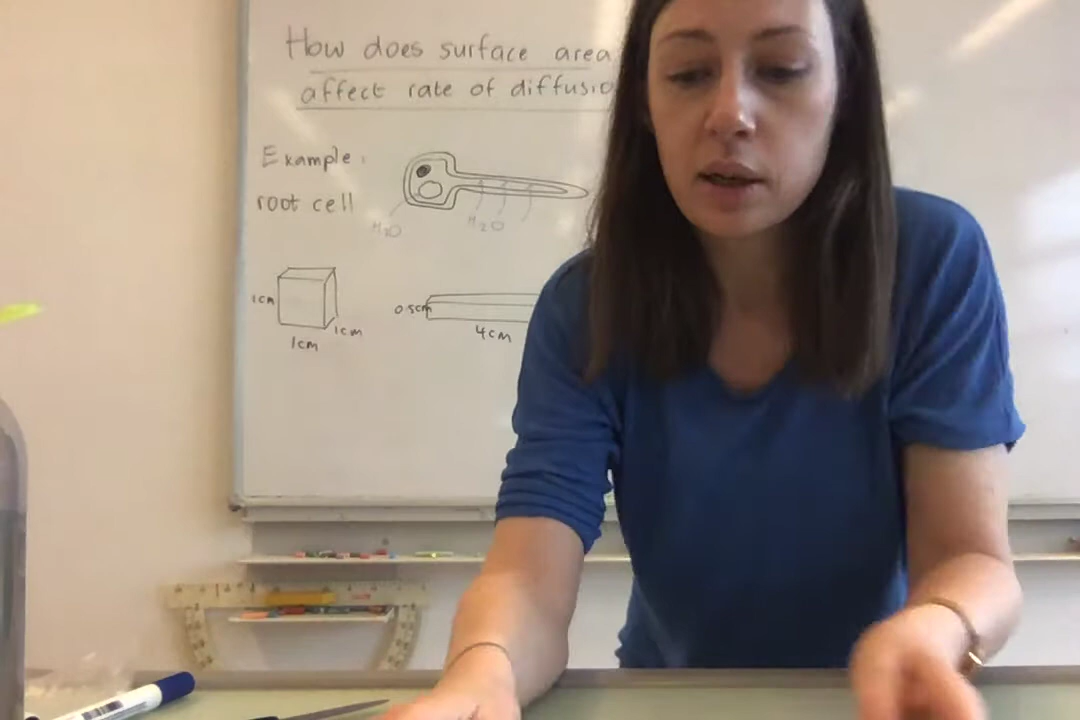 How does surface area
affect rate of diffusio
Example:
root cell
H2O
H2O
1cm
1cm
1cm
0.5cm
4cm